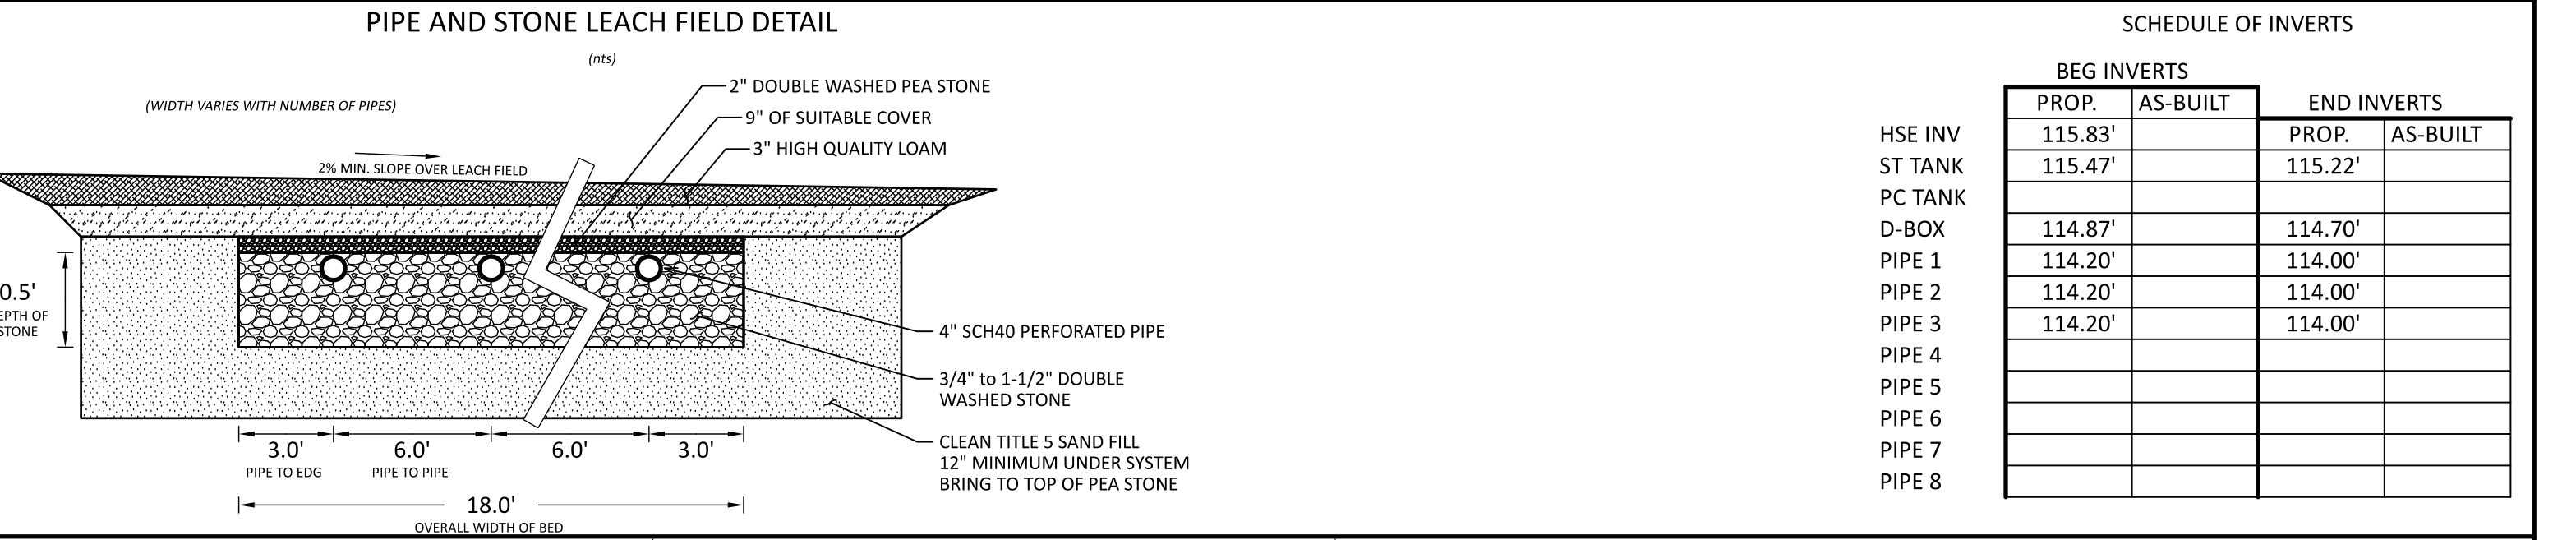 PIPE AND STONE LEACH FIELD DETAIL
(nts)
(WIDTH VARIES WITH NUMBER OF PIPES)
2" DOUBLE WASHED PEA STONE
9" OF SUITABLE COVER
3" HIGH QUALITY LOAM
2% MIN. SLOPE OVER LEACH FIELD
0.5'
EPTH OF
STONE
4" SCH40 PERFORATED PIPE
3/4" to 1-1/2" DOUBLE
WASHED STONE
CLEAN TITLE 5 SAND FILL
12" MINIMUM UNDER SYSTEM
BRING TO TOP OF PEA STONE
3.0' 6.0' 6.0' 3.0'
PIPE TO EDG PIPE TO PIPE
18.0'
OVERALL WIDTH OF BED
SCHEDULE OF INVERTS
BEG INVERTS
PROP. AS-BUILT END INVERTS
HSE INV 115.83' PROP. AS-BUILT
ST TANK 115.47' 115.22'
PC TANK
D-BOX 114.87' 114.70'
PIPE 1 114.20' 114.00'
PIPE 2 114.20' 114.00'
PIPE 3 114.20' 114.00'
PIPE 4
PIPE 5
PIPE 6
PIPE 7
PIPE 8